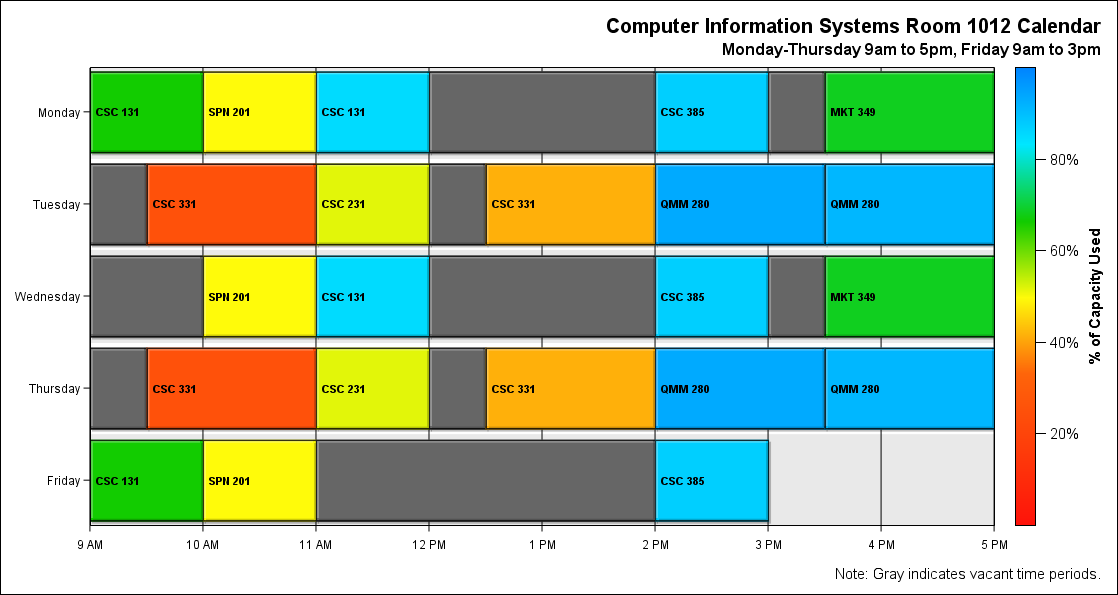 Computer Information Systems Room 1012 Calendar
Monday-Thursday 9am to 5pm, Friday 9am to 3pm
Monday
CSC 131
SPN 201
CSC 131
CSC 385
MKT 349
Tuesday
CSC 331
CSC 231
CSC 331
QMM 280
QMM 280
Wednesday
SPN 201
CSC 131
CSC 385
MKT 349
Thursday
CSC 331
CSC 231
CSC 331
QMM 280
QMM 280
Friday
CSC 131
SPN 201
CSC 385
9 AM
10 AM
11 AM
12 PM
1 PM
2 PM
3 PM
4 PM
5 PM
80%
60%
40%
20%
% of Capacity Used
Note: Gray indicates vacant time periods.